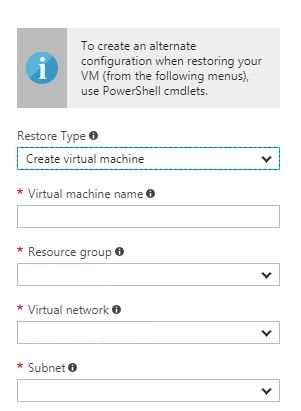 To create an alternate
configuration when restoring your
VM (from the following menus),
use PowerShell cmdlets.
Restore Type
Create virtual machine
* Virtual machine name
* Resource group
* Virtual network
* Subnet